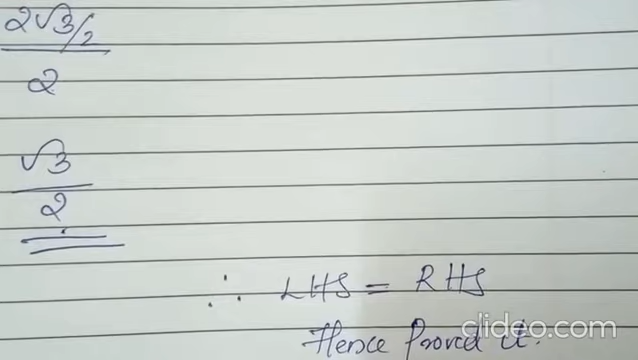 2√3/2
2
√3
2
∴ LHS = RHS
Hence Proved it.
clideo.com